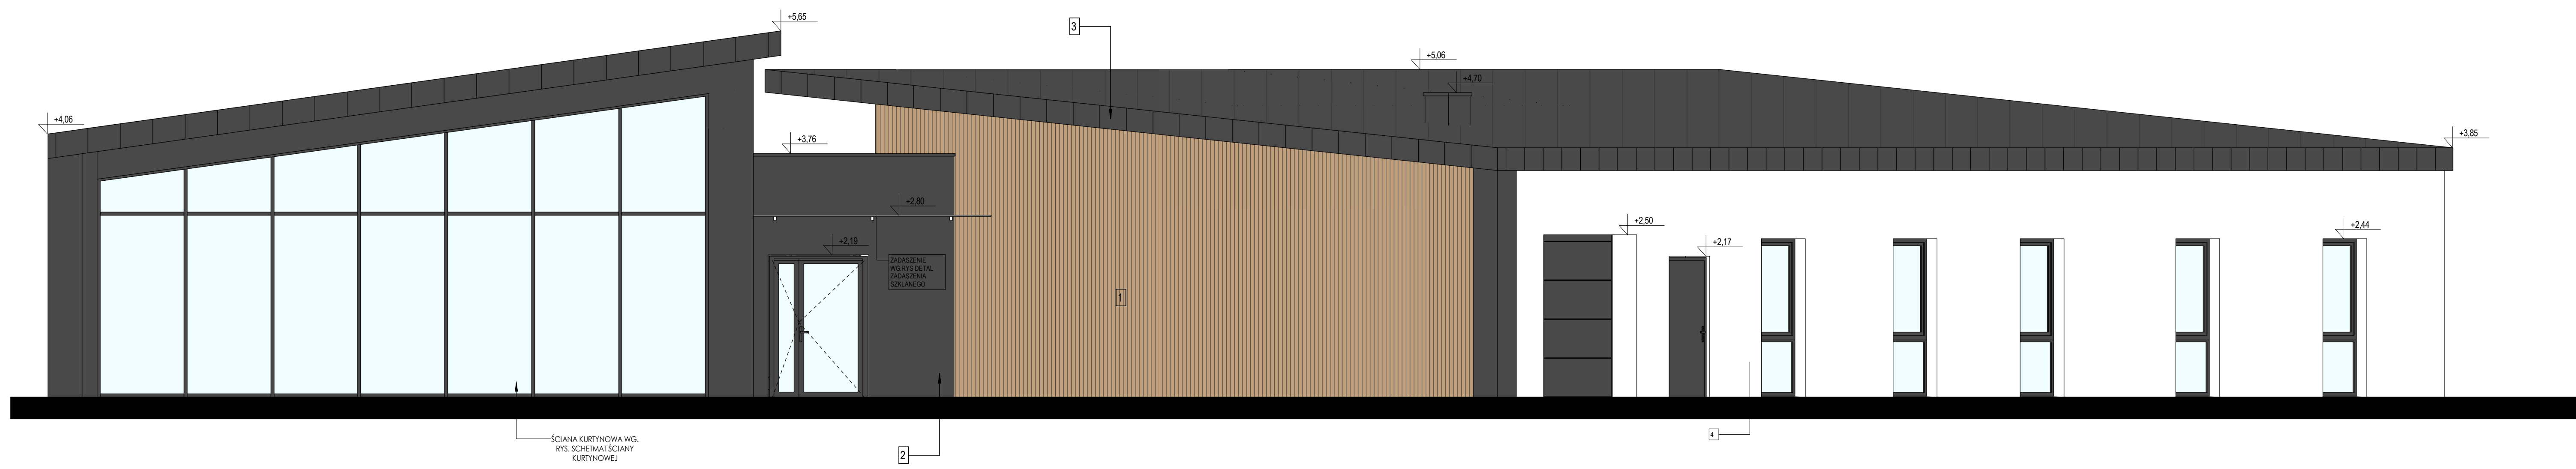 +5,65
3
+5,06
+4,70
+4,06
+3,76
+3,85
+2,80
+2,50
+2,44
+2,19
+2,17
ZADASZENIE
WG.RYS.DETAL
ZADASZENIA
SZKLANEGO
1
4
ŚCIANA KURTYNOWA WG.
RYS. SCHETMAT ŚCIANY
KURTYNOWEJ
2